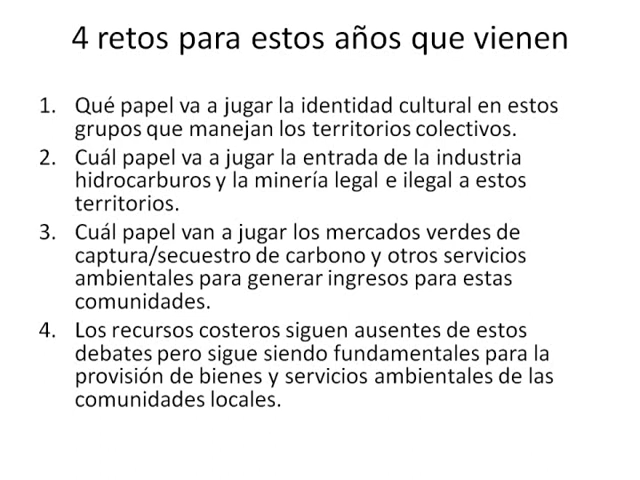 4 retos para estos años que vienen
1. Qué papel va a jugar la identidad cultural en estos
grupos que manejan los territorios colectivos.
2. Cuál papel va a jugar la entrada de la industria
hidrocarburos y la minería legal e ilegal a estos
territorios.
3. Cuál papel van a jugar los mercados verdes de
captura/secuestro de carbono y otros servicios
ambientales para generar ingresos para estas
comunidades.
4. Los recursos costeros siguen ausentes de estos
debates pero sigue siendo fundamentales para la
provisión de bienes y servicios ambientales de las
comunidades locales.